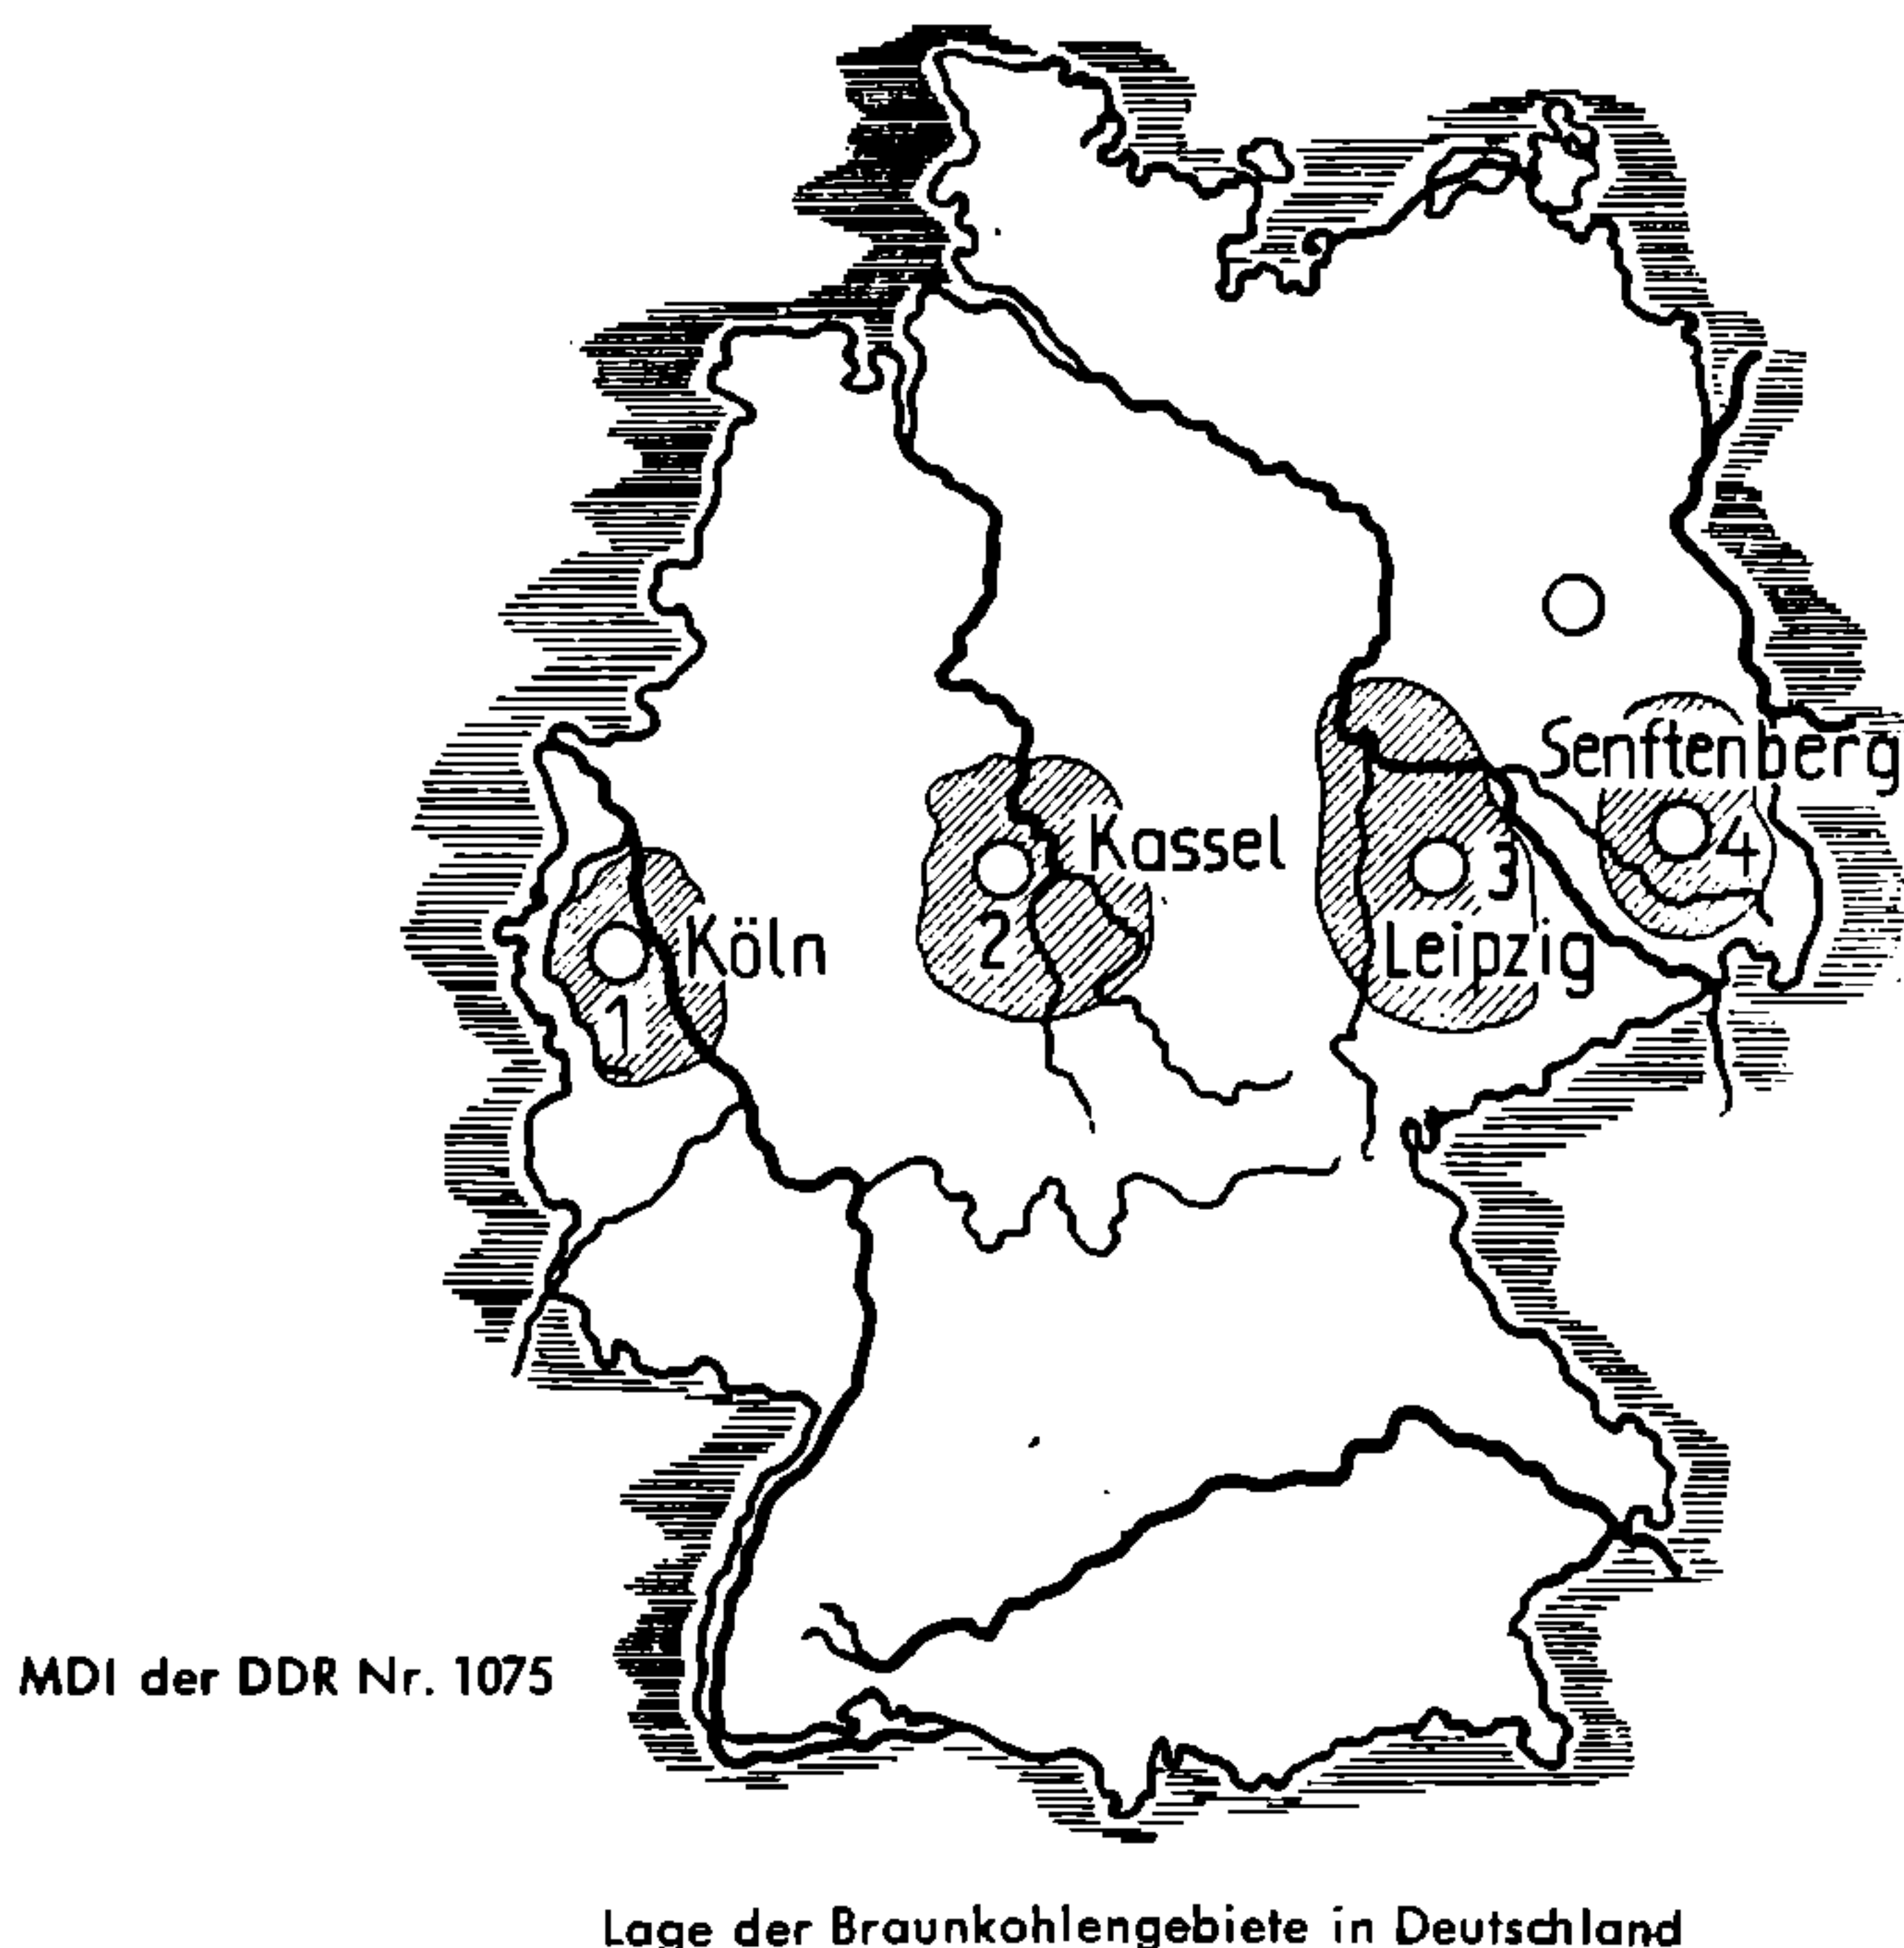 Senftenberg
4
Kassel
2
3
Leipzig
Köln
1
MDI der DDR Nr. 1075
Lage der Braunkohlengebiete in Deutschland